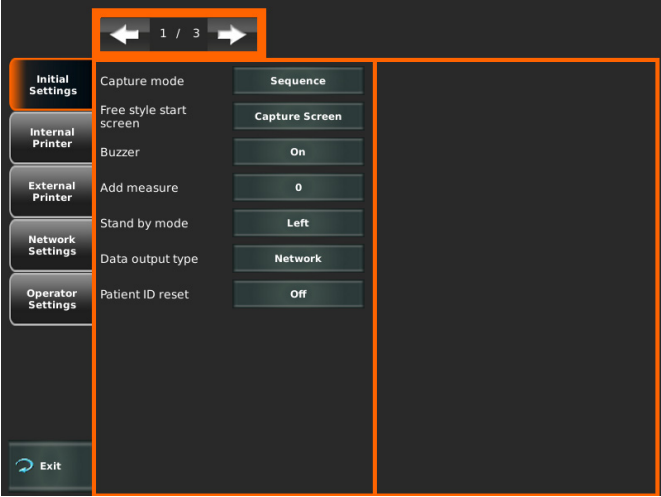 1 / 3
Initial
Settings
Internal
Printer
External
Printer
Network
Settings
Operator
Settings
Exit
Capture mode Sequence
Free style start
screen Capture Screen
Buzzer On
Add measure 0
Stand by mode Left
Data output type Network
Patient ID reset Off